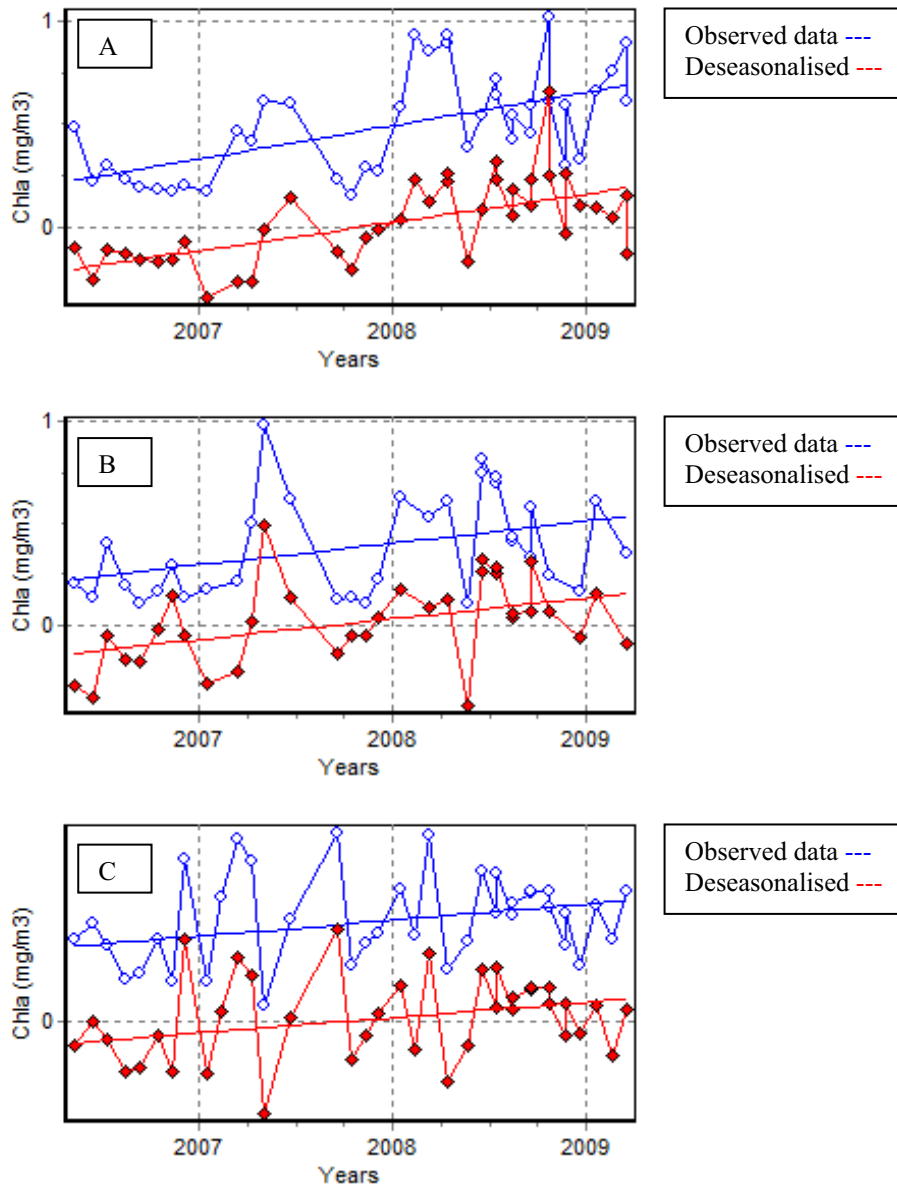 A
Observed data ---
Deseasonalised ---
1
0
Chla (mg/m3)
2007 2008 2009
Years
B
Observed data ---
Deseasonalised ---
1
0
Chla (mg/m3)
2007 2008 2009
Years
C
Observed data ---
Deseasonalised ---
0
Chla (mg/m3)
2007 2008 2009
Years